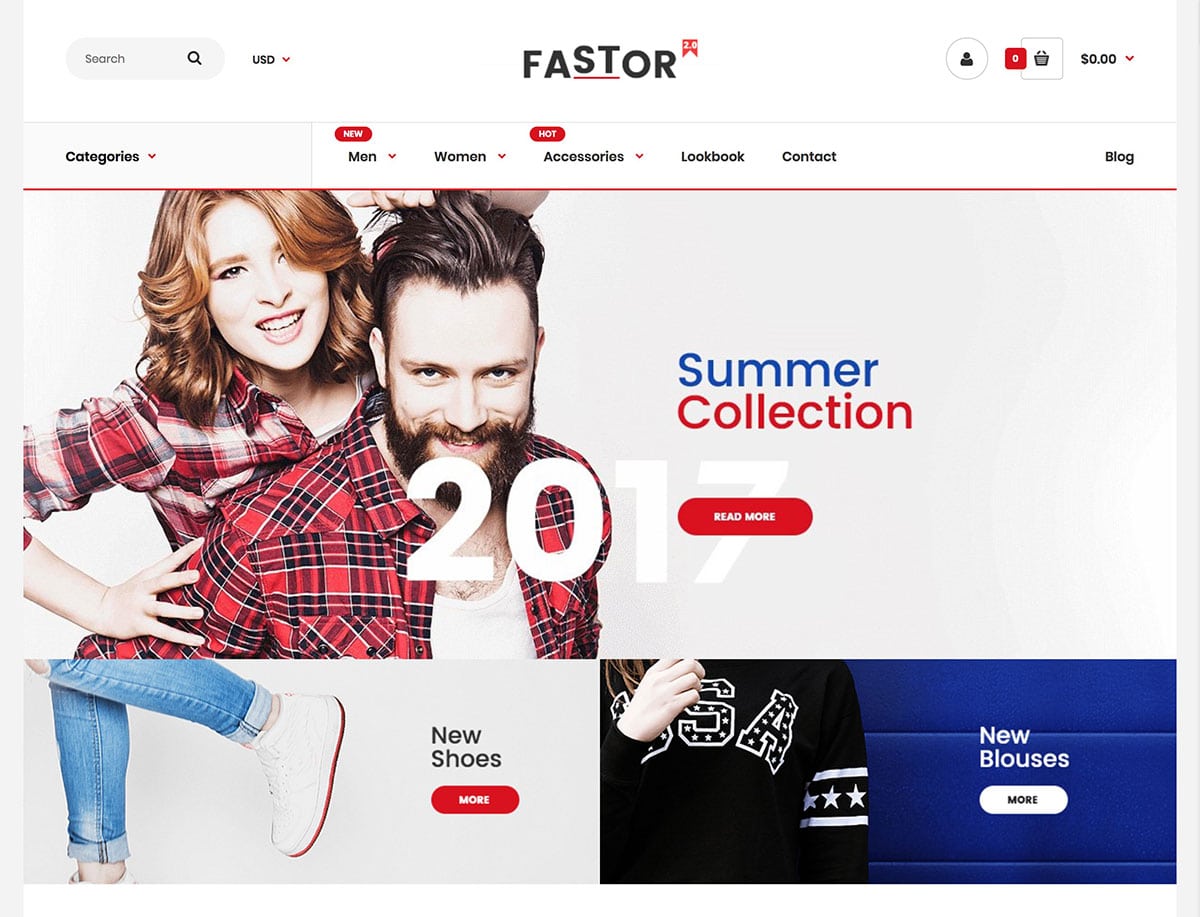 Search
USD
FASTOR
2.0
0
$0.00
Categories
NEW
Men
Women
HOT
Accessories
Lookbook
Contact
Blog
Summer
Collection
2017
READ MORE
New
Shoes
MORE
USA
New
Blouses
MORE